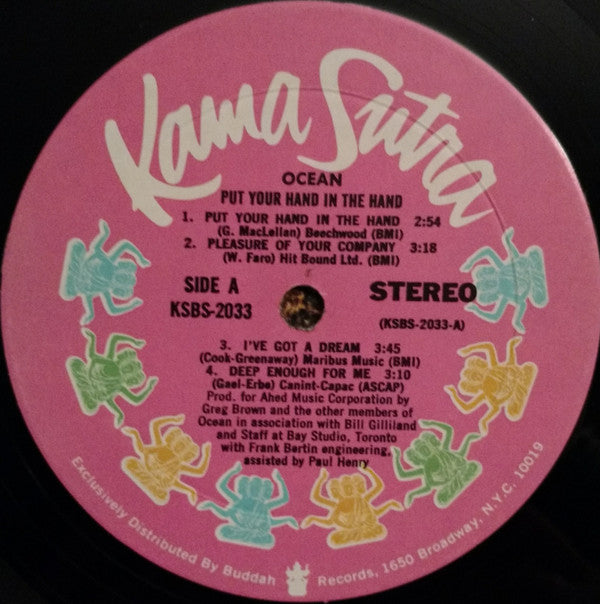 Kama Sutra
OCEAN
PUT YOUR HAND IN THE HAND
1. PUT YOUR HAND IN THE HAND 2:54
(G. MacLellan) Beechwood (BMI)
2. PLEASURE OF YOUR COMPANY 3:18
(W. Faro) Hit Bound Ltd. (BMI)
SIDE A
KSBS-2033
STEREO
(KSBS-2033-A)
3. I'VE GOT A DREAM 3:45
(Cook-Greenaway) Maribus Music (BMI)
4. DEEP ENOUGH FOR ME 3:10
(Gael-Erbe) Canint-Capac (ASCAP)
Prod. for Ahed Music Corporation by
Greg Brown and the other members of
Ocean in association with Bill Gilliland
and Staff at Bay Studio, Toronto
with Frank Bertin engineering,
assisted by Paul Henry
Exclusively Distributed By Buddah Records, 1650 Broadway, N.Y.C. 10019